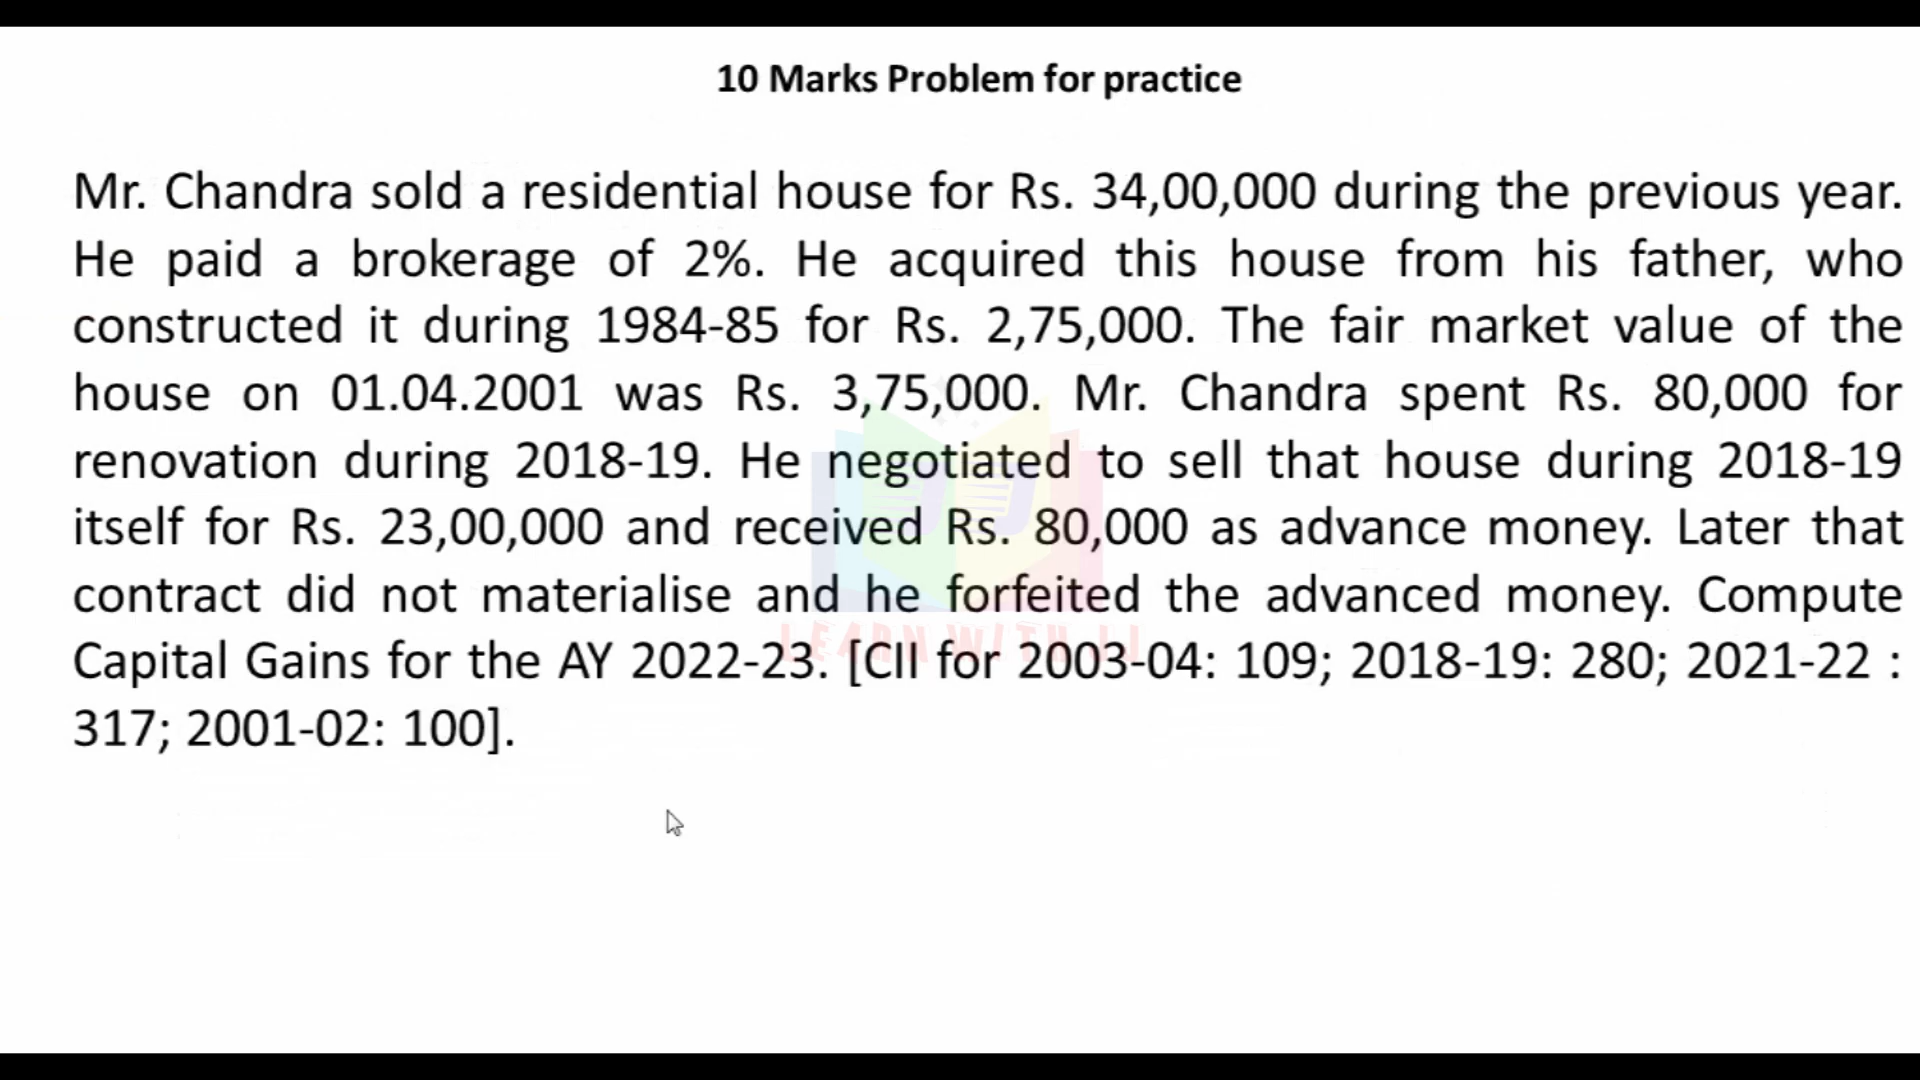 10 Marks Problem for practice
Mr. Chandra sold a residential house for Rs. 34,00,000 during the previous year.
He paid a brokerage of 2%. He acquired this house from his father, who
constructed it during 1984-85 for Rs. 2,75,000. The fair market value of the
house on 01.04.2001 was Rs. 3,75,000. Mr. Chandra spent Rs. 80,000 for
renovation during 2018-19. He negotiated to sell that house during 2018-19
itself for Rs. 23,00,000 and received Rs. 80,000 as advance money. Later that
contract did not materialise and he forfeited the advanced money. Compute
Capital Gains for the AY 2022-23. [CII for 2003-04: 109; 2018-19: 280; 2021-22 :
317; 2001-02: 100].
LEARN WITH JJ